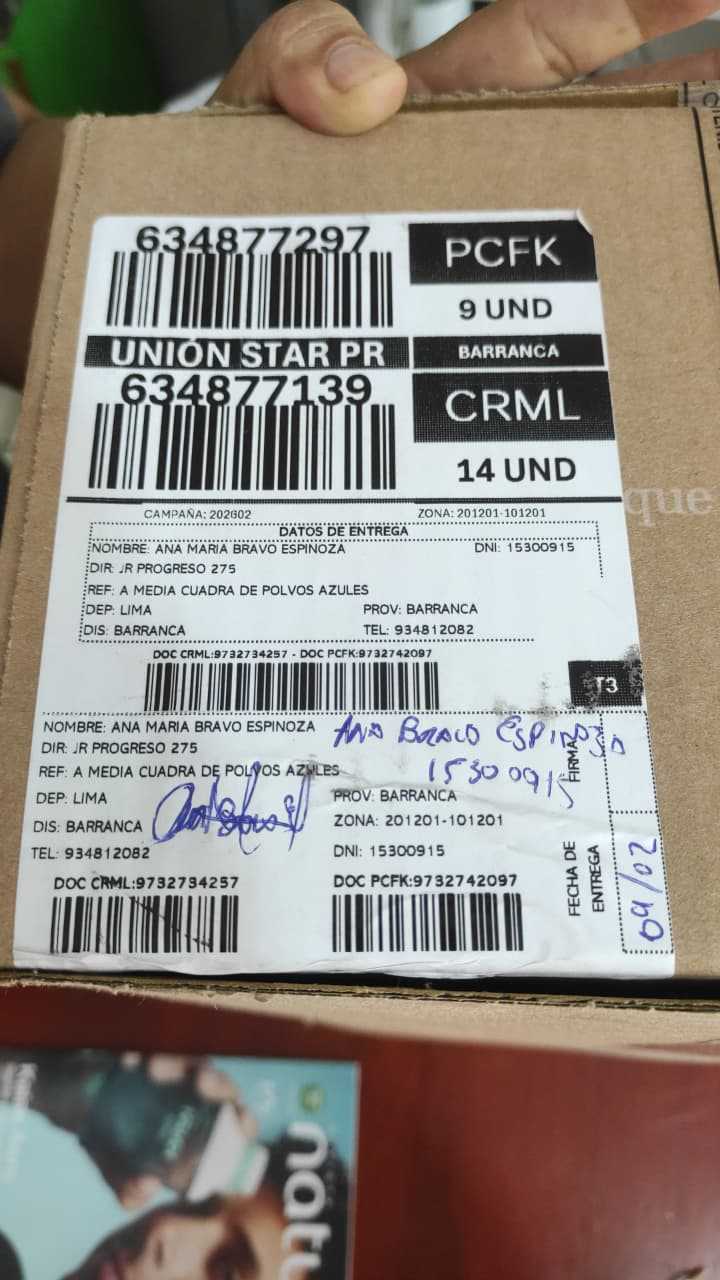 634877297
PCFK
9 UND
UNIÓN STAR PR
BARRANCA
634877139
CRML
14 UND
que
CAMPAÑA: 202602 ZONA: 201201-101201
DATOS DE ENTREGA
NOMBRE: ANA MARIA BRAVO ESPINOZA DNI: 15300915
DIR: JR PROGRESO 275
REF: A MEDIA CUADRA DE POLVOS AZULES
DEP: LIMA PROV: BARRANCA
DIS: BARRANCA TEL: 934812082
DOC CRML:9732734257 - DOC PCFK:9732742097
T3
NOMBRE: ANA MARIA BRAVO ESPINOZA
DIR: JR PROGRESO 275
REF: A MEDIA CUADRA DE POLVOS AZULES
DEP: LIMA PROV: BARRANCA
DIS: BARRANCA ZONA: 201201-101201
TEL: 934812082 DNI: 15300915
DOC CRML:9732734257 DOC PCFK:9732742097
ANA BRAVO ESPINOZA
15300915
FIRMA
FECHA DE
ENTREGA
09/02
natu